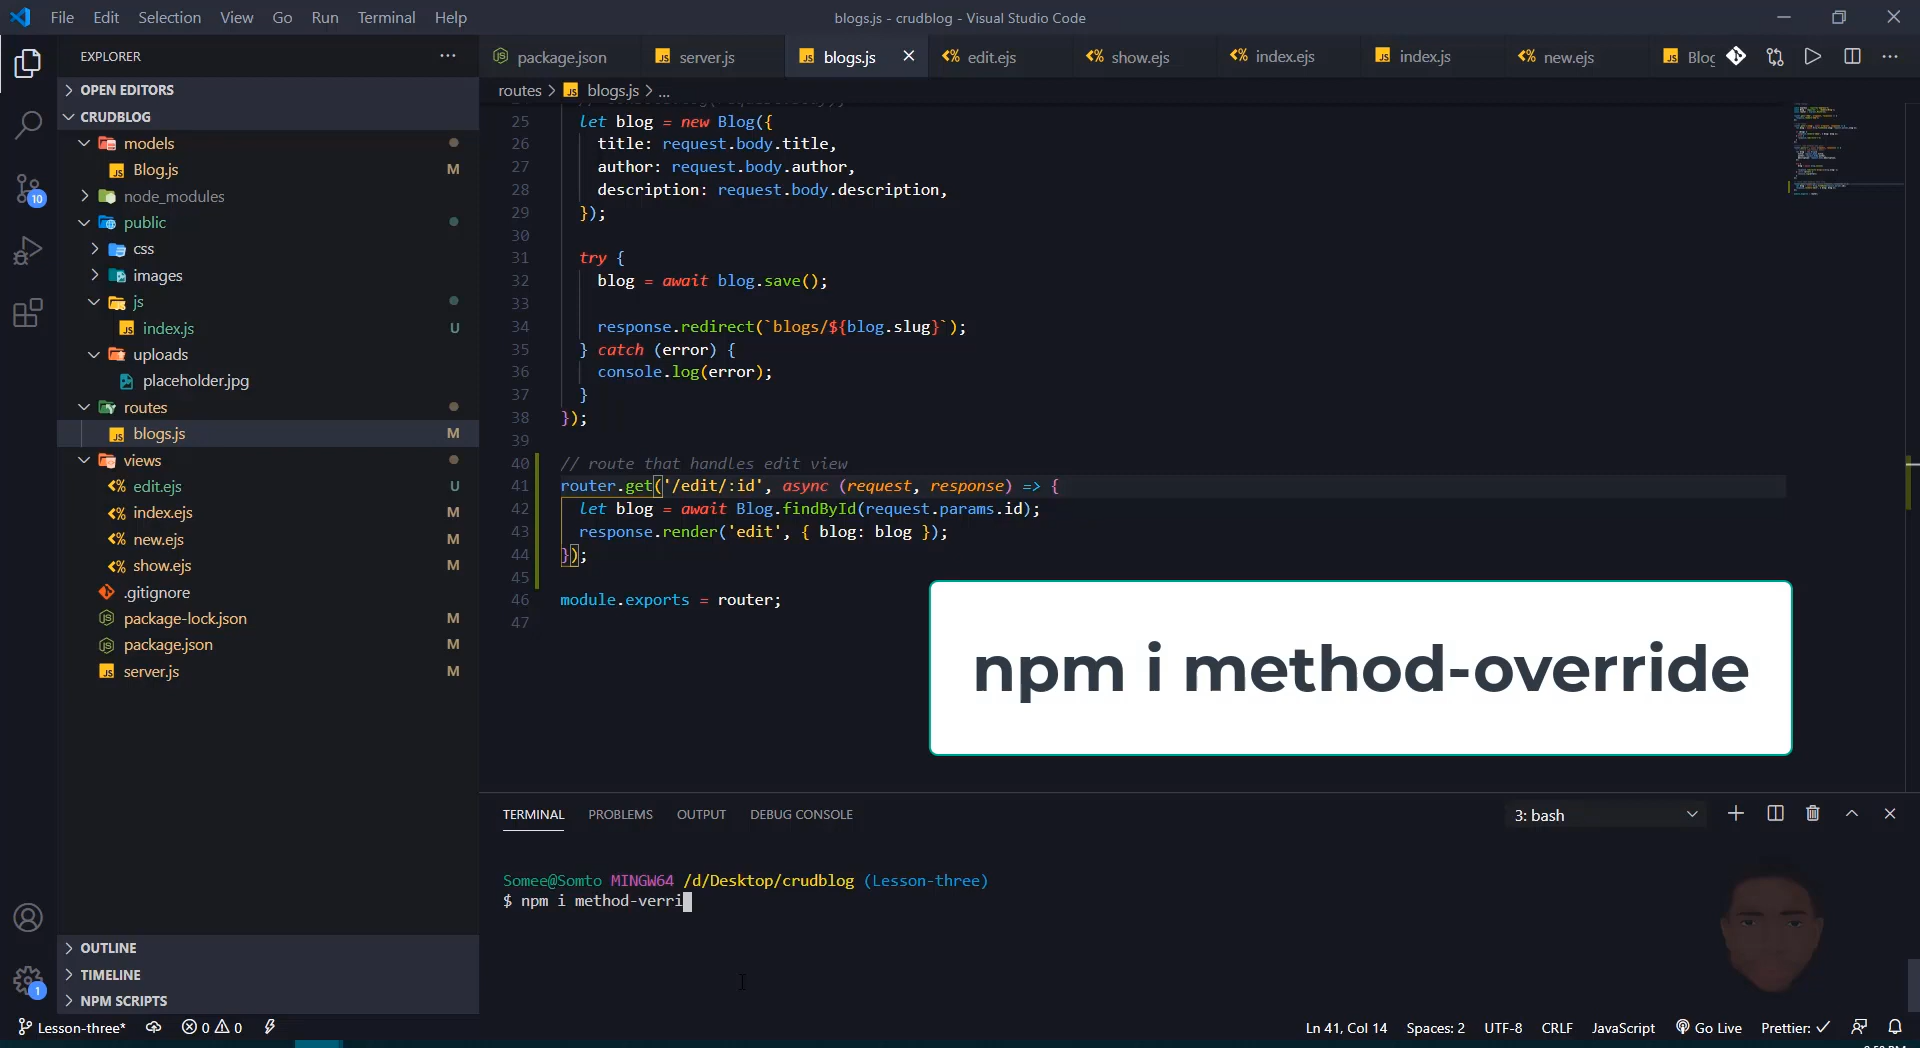 File Edit Selection View Go Run Terminal Help
blogs.js - crudblog - Visual Studio Code
EXPLORER
package.json
server.js
blogs.js
edit.ejs
show.ejs
index.ejs
index.js
new.ejs
Blog
routes > blogs.js > ...
OPEN EDITORS
CRUDBLOG
models
Blog.js M
node_modules
public
css
images
js
index.js U
uploads
placeholder.jpg
routes
blogs.js M
views
edit.ejs U
index.ejs M
new.ejs M
show.ejs M
.gitignore
package-lock.json M
package.json M
server.js M
10
1
OUTLINE
TIMELINE
NPM SCRIPTS
25 let blog = new Blog({
26 title: request.body.title,
27 author: request.body.author,
28 description: request.body.description,
29 });
30
31 try {
32 blog = await blog.save();
33
34 response.redirect(`blogs/${blog.slug}`);
35 } catch (error) {
36 console.log(error);
37 }
38 });
39
40 // route that handles edit view
41 router.get('/edit/:id', async (request, response) => {
42 let blog = await Blog.findById(request.params.id);
43 response.render('edit', { blog: blog });
44 });
45
46 module.exports = router;
47
npm i method-override
TERMINAL PROBLEMS OUTPUT DEBUG CONSOLE
3: bash
Somee@Somto MINGW64 /d/Desktop/crudblog (Lesson-three)
$ npm i method-verri
Lesson-three* 0 0
Ln 41, Col 14 Spaces: 2 UTF-8 CRLF JavaScript Go Live Prettier: ✓